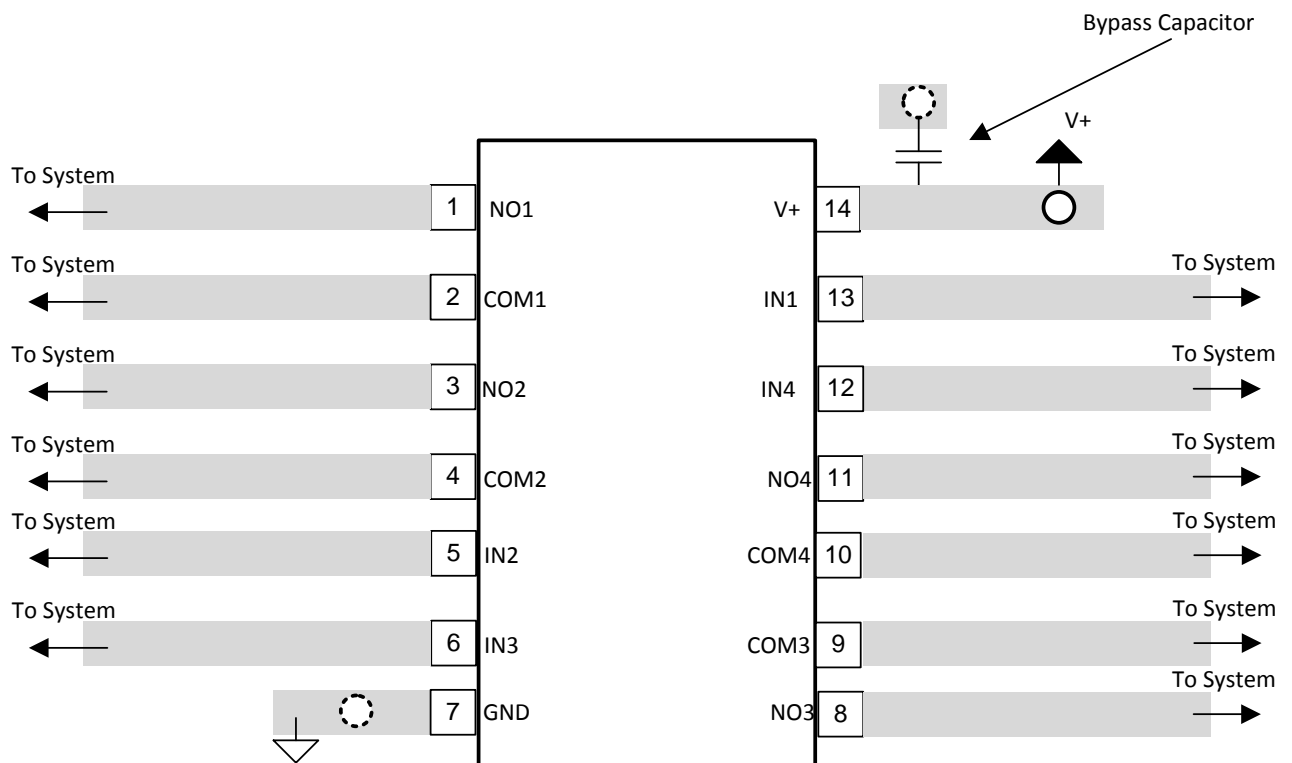 Bypass Capacitor
V+
To System
1 NO1
V+ 14
To System
To System
2 COM1
IN1 13
To System
To System
3 NO2
IN4 12
To System
To System
4 COM2
NO4 11
To System
To System
5 IN2
COM4 10
To System
To System
6 IN3
COM3 9
To System
7 GND
NO3 8